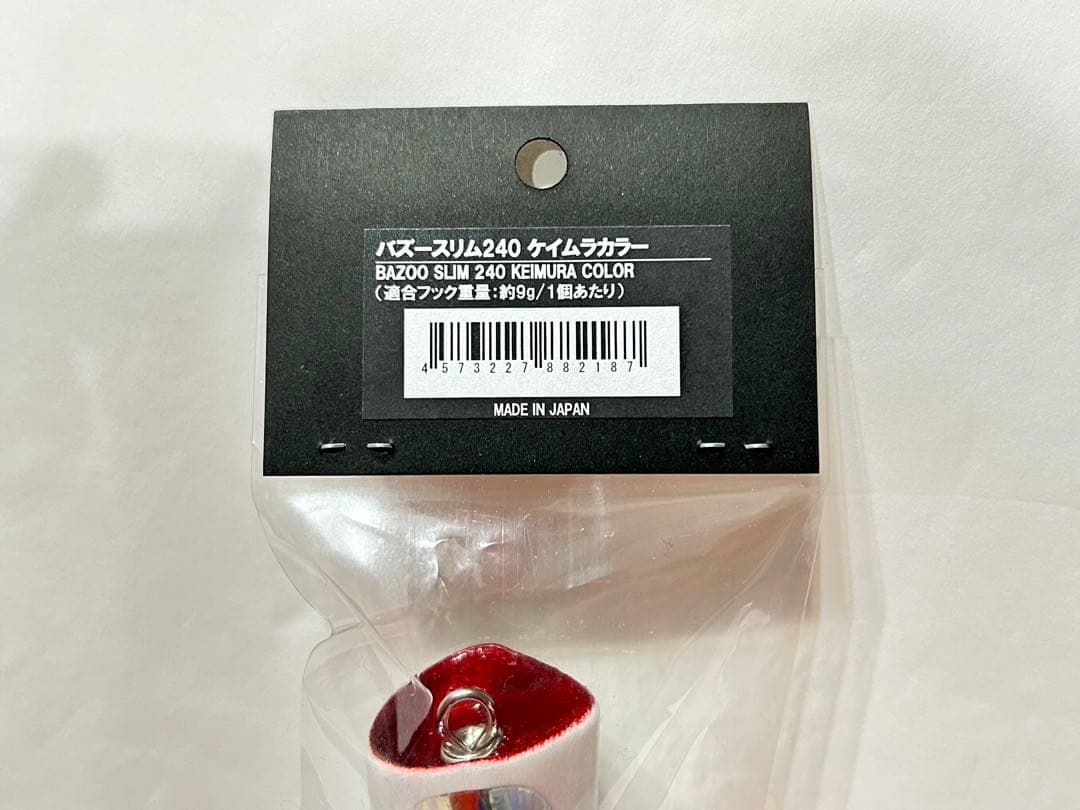 バズースリム240 ケイムラカラー
BAZOO SLIM 240 KEIMURA COLOR
(適合フック重量:約9g/1個あたり)
4 573227 882187
MADE IN JAPAN